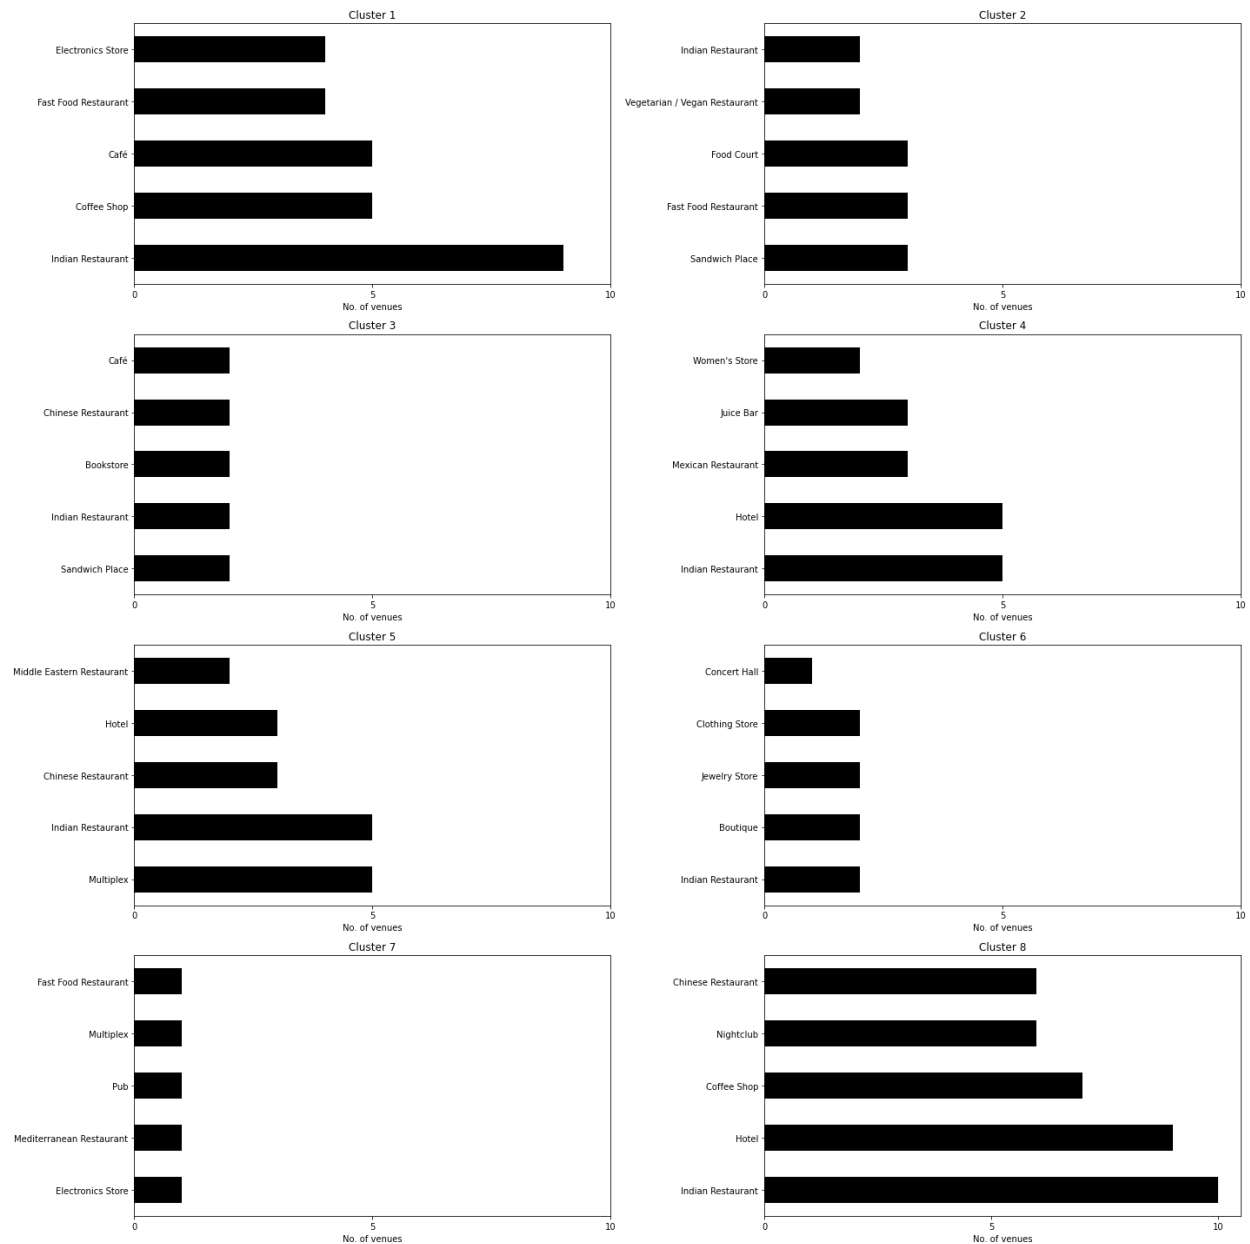 Cluster 1
Electronics Store
Fast Food Restaurant
Café
Coffee Shop
Indian Restaurant
0 5 10
No. of venues
Cluster 2
Indian Restaurant
Vegetarian / Vegan Restaurant
Food Court
Fast Food Restaurant
Sandwich Place
0 5 10
No. of venues
Cluster 3
Café
Chinese Restaurant
Bookstore
Indian Restaurant
Sandwich Place
0 5 10
No. of venues
Cluster 4
Women's Store
Juice Bar
Mexican Restaurant
Hotel
Indian Restaurant
0 5 10
No. of venues
Cluster 5
Middle Eastern Restaurant
Hotel
Chinese Restaurant
Indian Restaurant
Multiplex
0 5 10
No. of venues
Cluster 6
Concert Hall
Clothing Store
Jewelry Store
Boutique
Indian Restaurant
0 5 10
No. of venues
Cluster 7
Fast Food Restaurant
Multiplex
Pub
Mediterranean Restaurant
Electronics Store
0 5 10
No. of venues
Cluster 8
Chinese Restaurant
Nightclub
Coffee Shop
Hotel
Indian Restaurant
0 5 10
No. of venues